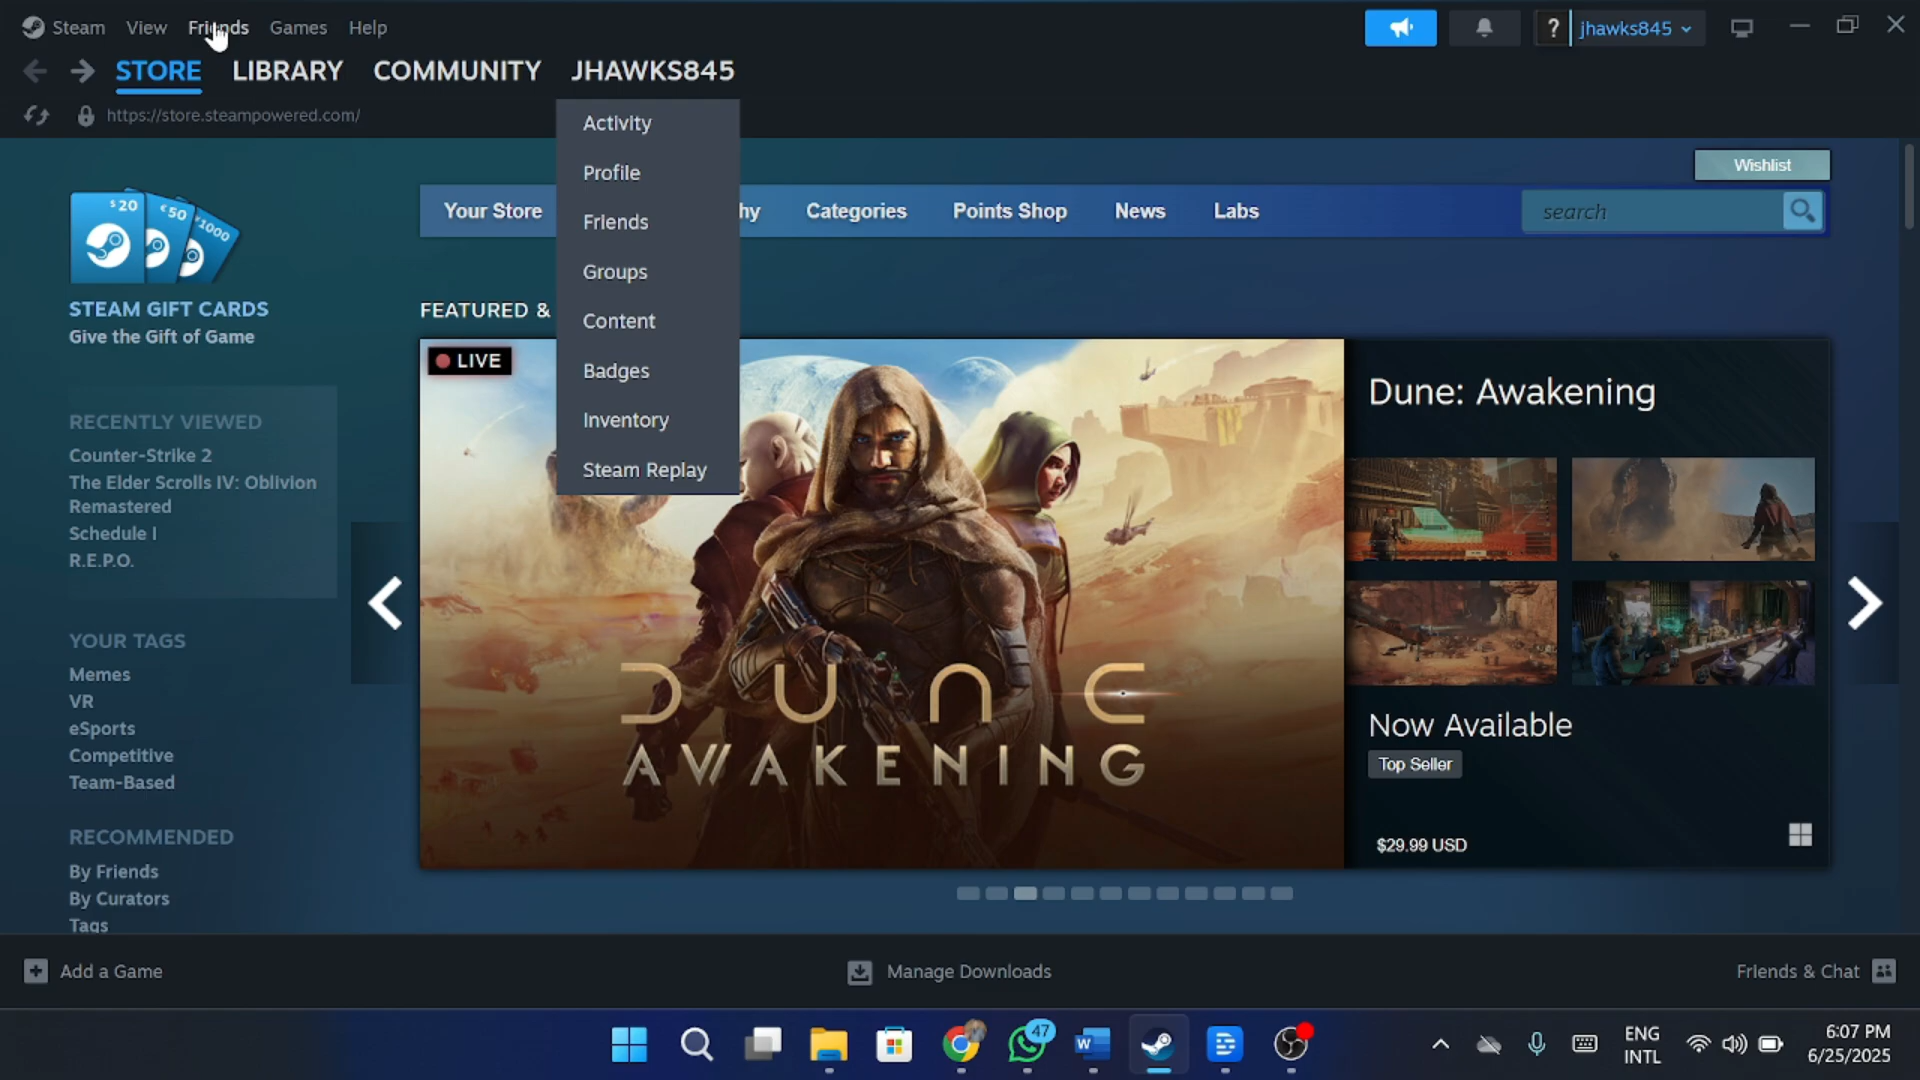 Steam View Friends Games Help
? jhawks845
STORE LIBRARY COMMUNITY JHAWKS845
https://store.steampowered.com/
Activity
Profile
Friends
Groups
Content
Badges
Inventory
Steam Replay
Wishlist
Your Store hy Categories Points Shop News Labs search
$20 €50 ¥1000
STEAM GIFT CARDS
Give the Gift of Game
RECENTLY VIEWED
Counter-Strike 2
The Elder Scrolls IV: Oblivion
Remastered
Schedule I
R.E.P.O.
YOUR TAGS
Memes
VR
eSports
Competitive
Team-Based
RECOMMENDED
By Friends
By Curators
Tags
FEATURED &
LIVE
DUNE
AWAKENING
Dune: Awakening
Now Available
Top Seller
$29.99 USD
Add a Game
Manage Downloads
Friends & Chat
47
W
ENG
INTL
6:07 PM
6/25/2025